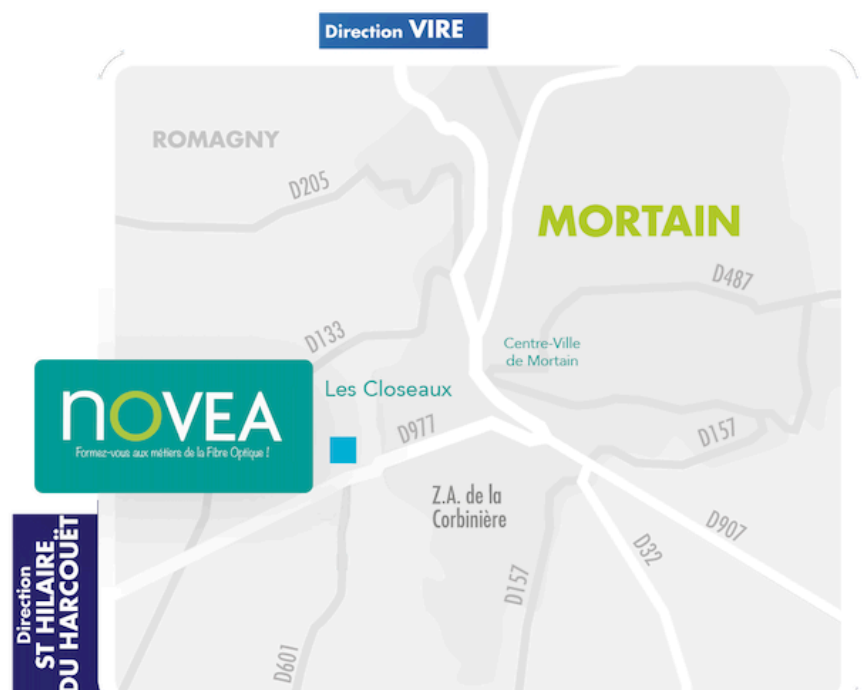 Direction VIRE
ROMAGNY
D205
MORTAIN
D487
D133
Centre-Ville
de Mortain
Les Closeaux
nOVEA
Formez-vous aux métiers de la Fibre Optique !
D977
D157
Z.A. de la
Corbinière
D907
D32
D157
D601
Direction
ST HILAIRE
DU HARCOUËT